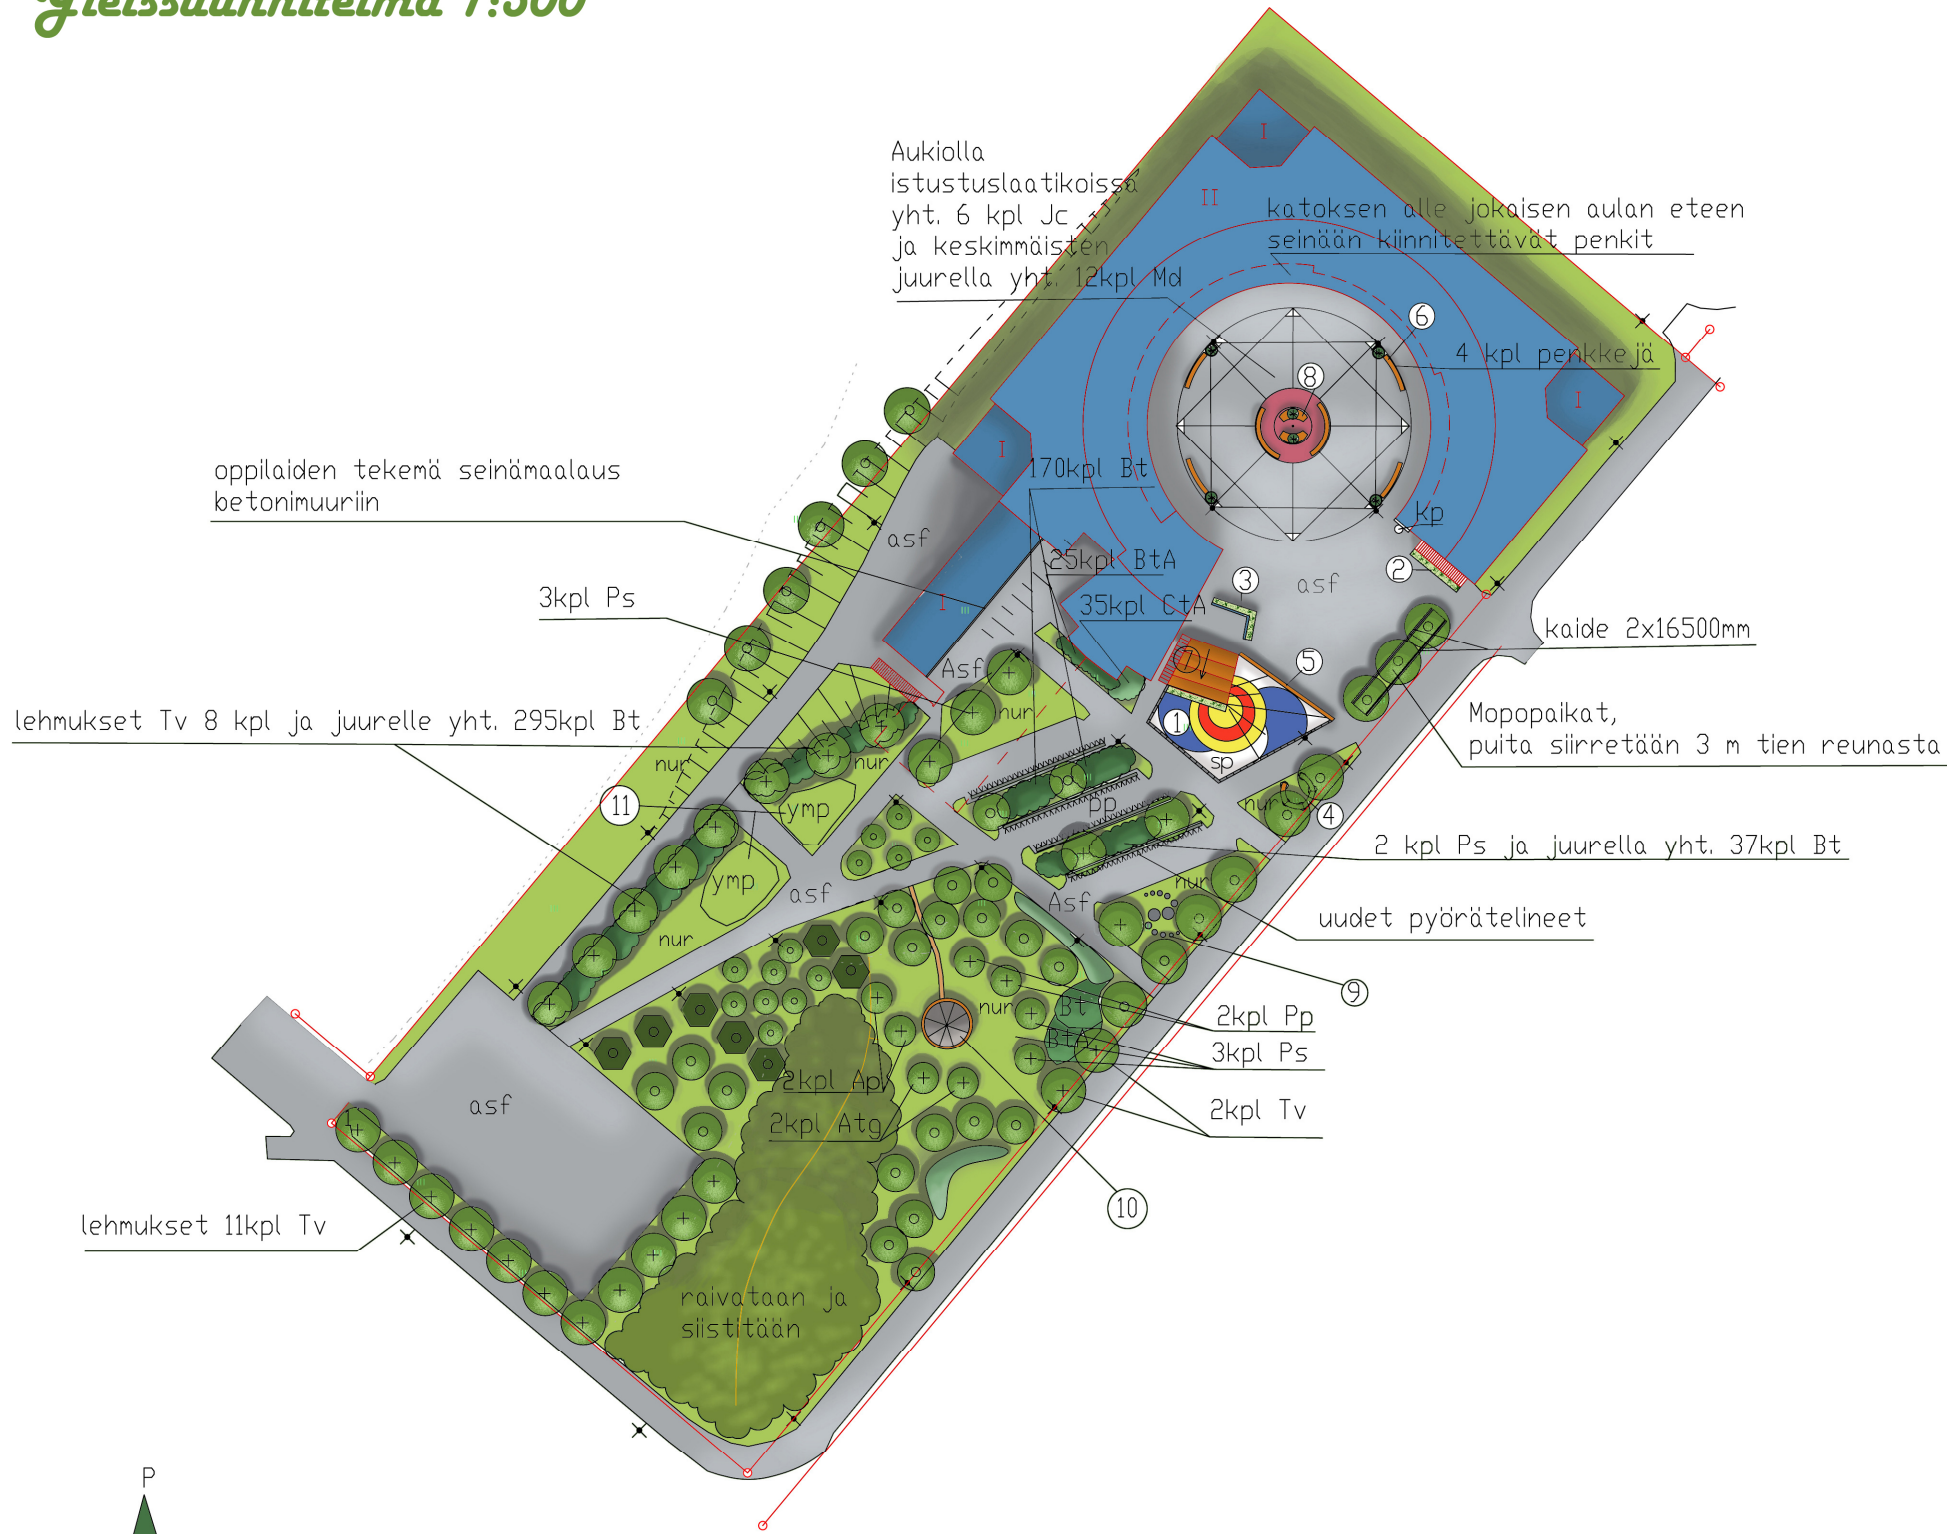 Yleissuunnitelma 1:500
Aukiolla
istustuslaatikoissa
yht. 6 kpl Jc
ja keskimmäisten
juurella yht. 12kpl Md
I
II
katoksen alle jokaisen aulan eteen
seinään kiinnitettävät penkit
6
4 kpl penkkejä
8
I
I
oppilaiden tekemä seinämaalaus
betonimuuriin
170kpl Bt
kp
asf
25kpl BtA
2
3
asf
3kpl Ps
I
35kpl CtA
kaide 2x16500mm
Asf
7
5
lehmukset Tv 8 kpl ja juurelle yht. 295kpl Bt
nur
1
Mopopaikat,
puita siirretään 3 m tien reunasta
nur
nur
sp
11
ymp
pp
nur
4
2 kpl Ps ja juurella yht. 37kpl Bt
ymp
asf
nur
Asf
uudet pyörätelineet
nur
9
nur
Bt
2kpl Pp
BtA
3kpl Ps
2kpl Ap
asf
2kpl Tv
2kpl Atg
10
lehmukset 11kpl Tv
raivataan ja
siistitään
P